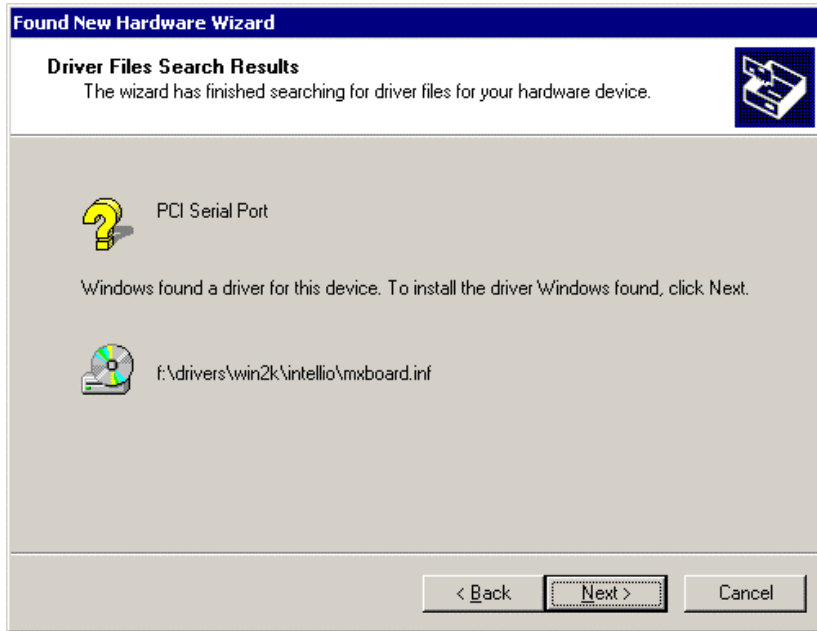 Found New Hardware Wizard
Driver Files Search Results
The wizard has finished searching for driver files for your hardware device.
PCI Serial Port
Windows found a driver for this device. To install the driver Windows found, click Next.
f:\drivers\win2k\intellio\mxboard.inf
< Back Next > Cancel